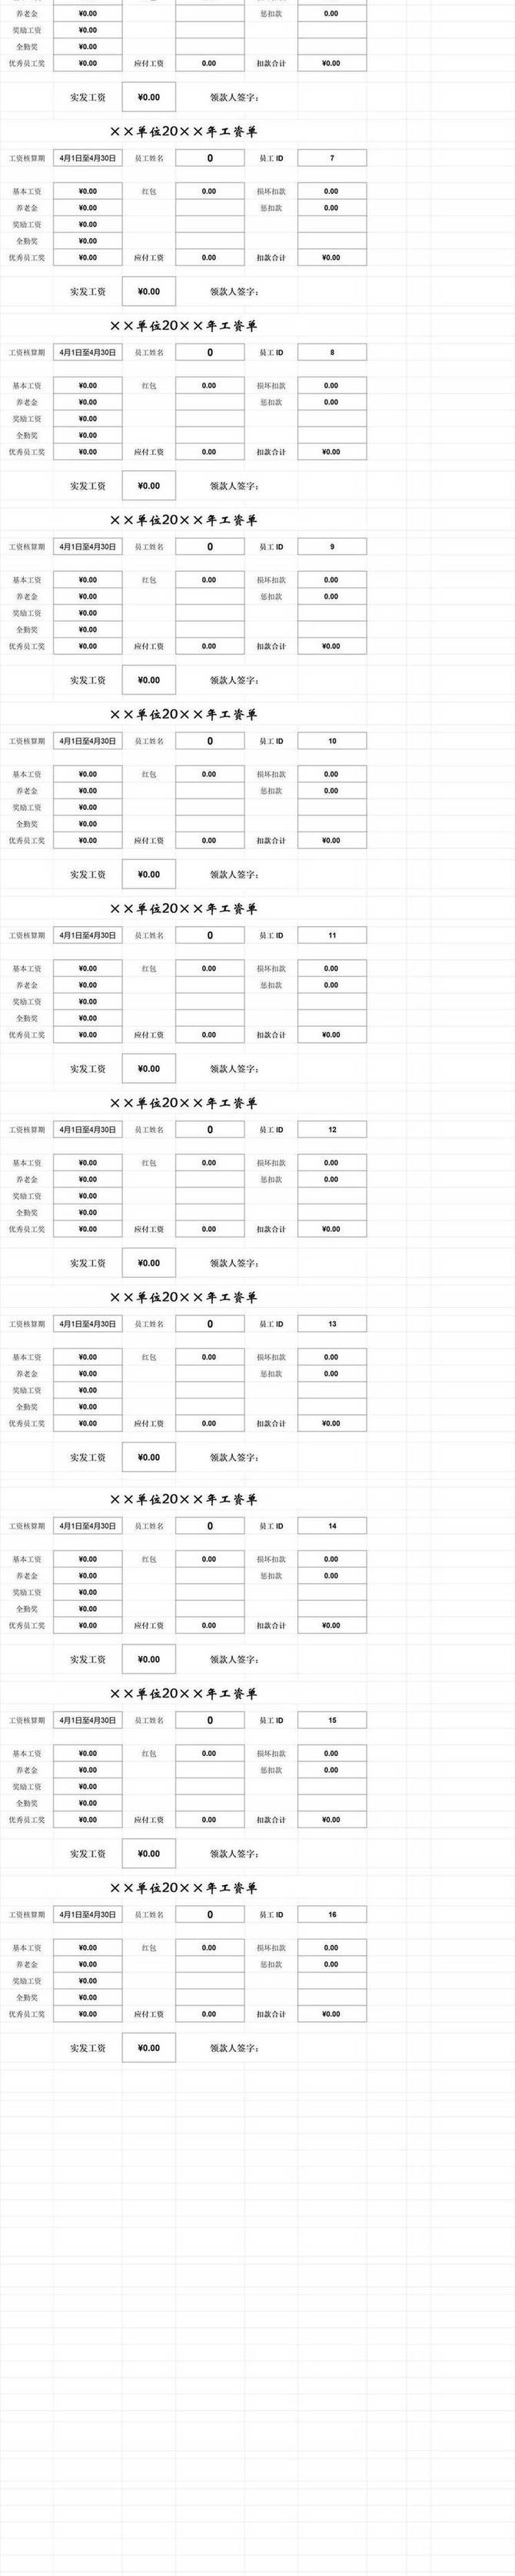 养老金 ¥0.00 惩扣款 0.00
奖励工资 ¥0.00
全勤奖 ¥0.00
优秀员工奖 ¥0.00 应付工资 0.00 扣款合计 ¥0.00
实发工资 ¥0.00 领款人签字：
××单位20××年工资单
工资核算期 4月1日至4月30日 员工姓名 0 员工 ID 7
基本工资 ¥0.00 红包 0.00 损坏扣款 0.00
养老金 ¥0.00 惩扣款 0.00
奖励工资 ¥0.00
全勤奖 ¥0.00
优秀员工奖 ¥0.00 应付工资 0.00 扣款合计 ¥0.00
实发工资 ¥0.00 领款人签字：
××单位20××年工资单
工资核算期 4月1日至4月30日 员工姓名 0 员工 ID 8
基本工资 ¥0.00 红包 0.00 损坏扣款 0.00
养老金 ¥0.00 惩扣款 0.00
奖励工资 ¥0.00
全勤奖 ¥0.00
优秀员工奖 ¥0.00 应付工资 0.00 扣款合计 ¥0.00
实发工资 ¥0.00 领款人签字：
××单位20××年工资单
工资核算期 4月1日至4月30日 员工姓名 0 员工 ID 9
基本工资 ¥0.00 红包 0.00 损坏扣款 0.00
养老金 ¥0.00 惩扣款 0.00
奖励工资 ¥0.00
全勤奖 ¥0.00
优秀员工奖 ¥0.00 应付工资 0.00 扣款合计 ¥0.00
实发工资 ¥0.00 领款人签字：
××单位20××年工资单
工资核算期 4月1日至4月30日 员工姓名 0 员工 ID 10
基本工资 ¥0.00 红包 0.00 损坏扣款 0.00
养老金 ¥0.00 惩扣款 0.00
奖励工资 ¥0.00
全勤奖 ¥0.00
优秀员工奖 ¥0.00 应付工资 0.00 扣款合计 ¥0.00
实发工资 ¥0.00 领款人签字：
××单位20××年工资单
工资核算期 4月1日至4月30日 员工姓名 0 员工 ID 11
基本工资 ¥0.00 红包 0.00 损坏扣款 0.00
养老金 ¥0.00 惩扣款 0.00
奖励工资 ¥0.00
全勤奖 ¥0.00
优秀员工奖 ¥0.00 应付工资 0.00 扣款合计 ¥0.00
实发工资 ¥0.00 领款人签字：
××单位20××年工资单
工资核算期 4月1日至4月30日 员工姓名 0 员工 ID 12
基本工资 ¥0.00 红包 0.00 损坏扣款 0.00
养老金 ¥0.00 惩扣款 0.00
奖励工资 ¥0.00
全勤奖 ¥0.00
优秀员工奖 ¥0.00 应付工资 0.00 扣款合计 ¥0.00
实发工资 ¥0.00 领款人签字：
××单位20××年工资单
工资核算期 4月1日至4月30日 员工姓名 0 员工 ID 13
基本工资 ¥0.00 红包 0.00 损坏扣款 0.00
养老金 ¥0.00 惩扣款 0.00
奖励工资 ¥0.00
全勤奖 ¥0.00
优秀员工奖 ¥0.00 应付工资 0.00 扣款合计 ¥0.00
实发工资 ¥0.00 领款人签字：
××单位20××年工资单
工资核算期 4月1日至4月30日 员工姓名 0 员工 ID 14
基本工资 ¥0.00 红包 0.00 损坏扣款 0.00
养老金 ¥0.00 惩扣款 0.00
奖励工资 ¥0.00
全勤奖 ¥0.00
优秀员工奖 ¥0.00 应付工资 0.00 扣款合计 ¥0.00
实发工资 ¥0.00 领款人签字：
××单位20××年工资单
工资核算期 4月1日至4月30日 员工姓名 0 员工 ID 15
基本工资 ¥0.00 红包 0.00 损坏扣款 0.00
养老金 ¥0.00 惩扣款 0.00
奖励工资 ¥0.00
全勤奖 ¥0.00
优秀员工奖 ¥0.00 应付工资 0.00 扣款合计 ¥0.00
实发工资 ¥0.00 领款人签字：
××单位20××年工资单
工资核算期 4月1日至4月30日 员工姓名 0 员工 ID 16
基本工资 ¥0.00 红包 0.00 损坏扣款 0.00
养老金 ¥0.00 惩扣款 0.00
奖励工资 ¥0.00
全勤奖 ¥0.00
优秀员工奖 ¥0.00 应付工资 0.00 扣款合计 ¥0.00
实发工资 ¥0.00 领款人签字：